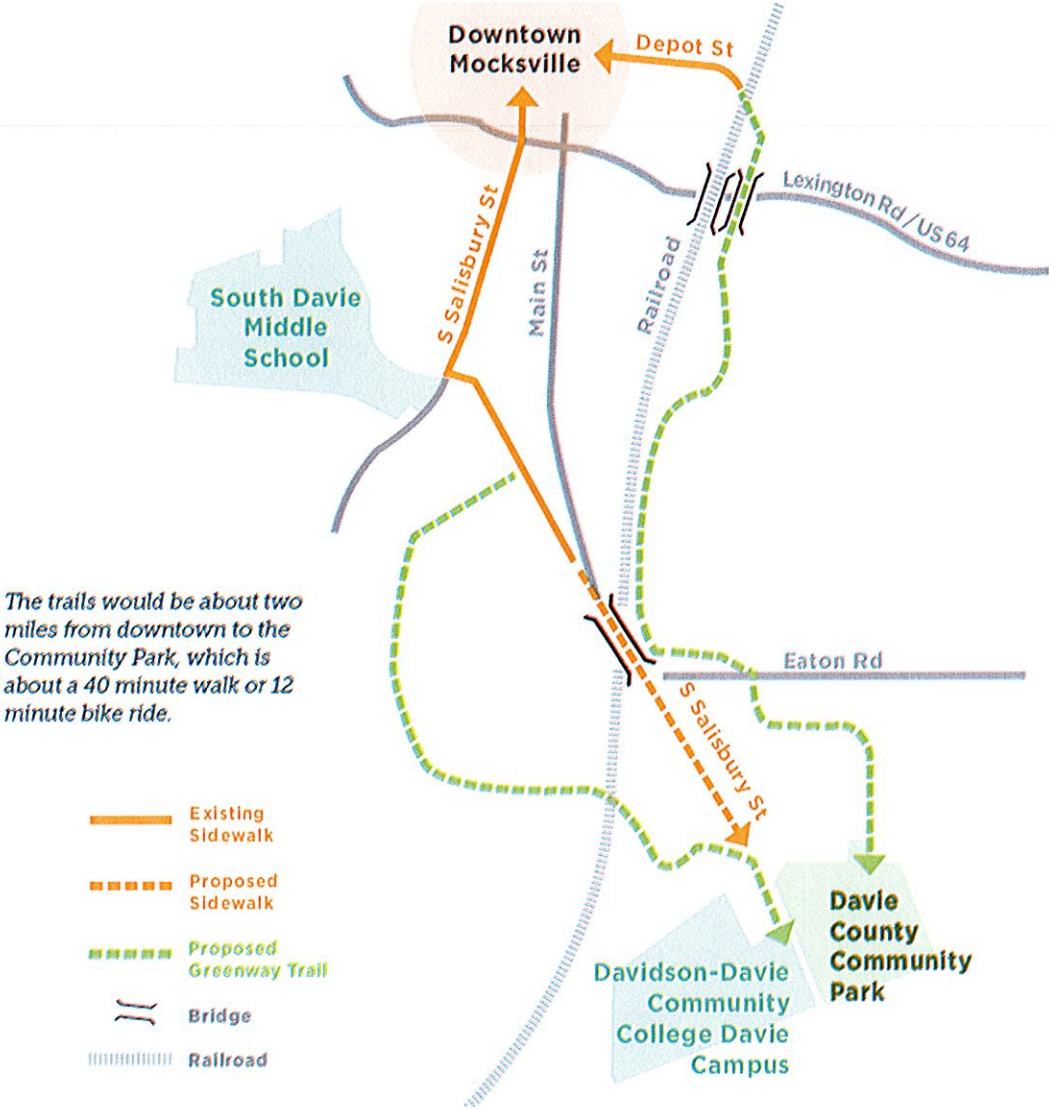 Downtown
Mocksville
Depot St
Lexington Rd/US 64
S Salisbury St
Main St
Railroad
South Davie
Middle
School
The trails would be about two
miles from downtown to the
Community Park, which is
about a 40 minute walk or 12
minute bike ride.
Eaton Rd
S Salisbury St
Existing
Sidewalk
Proposed
Sidewalk
Proposed
Greenway Trail
Bridge
Railroad
Davie
County
Community
Park
Davidson-Davie
Community
College Davie
Campus